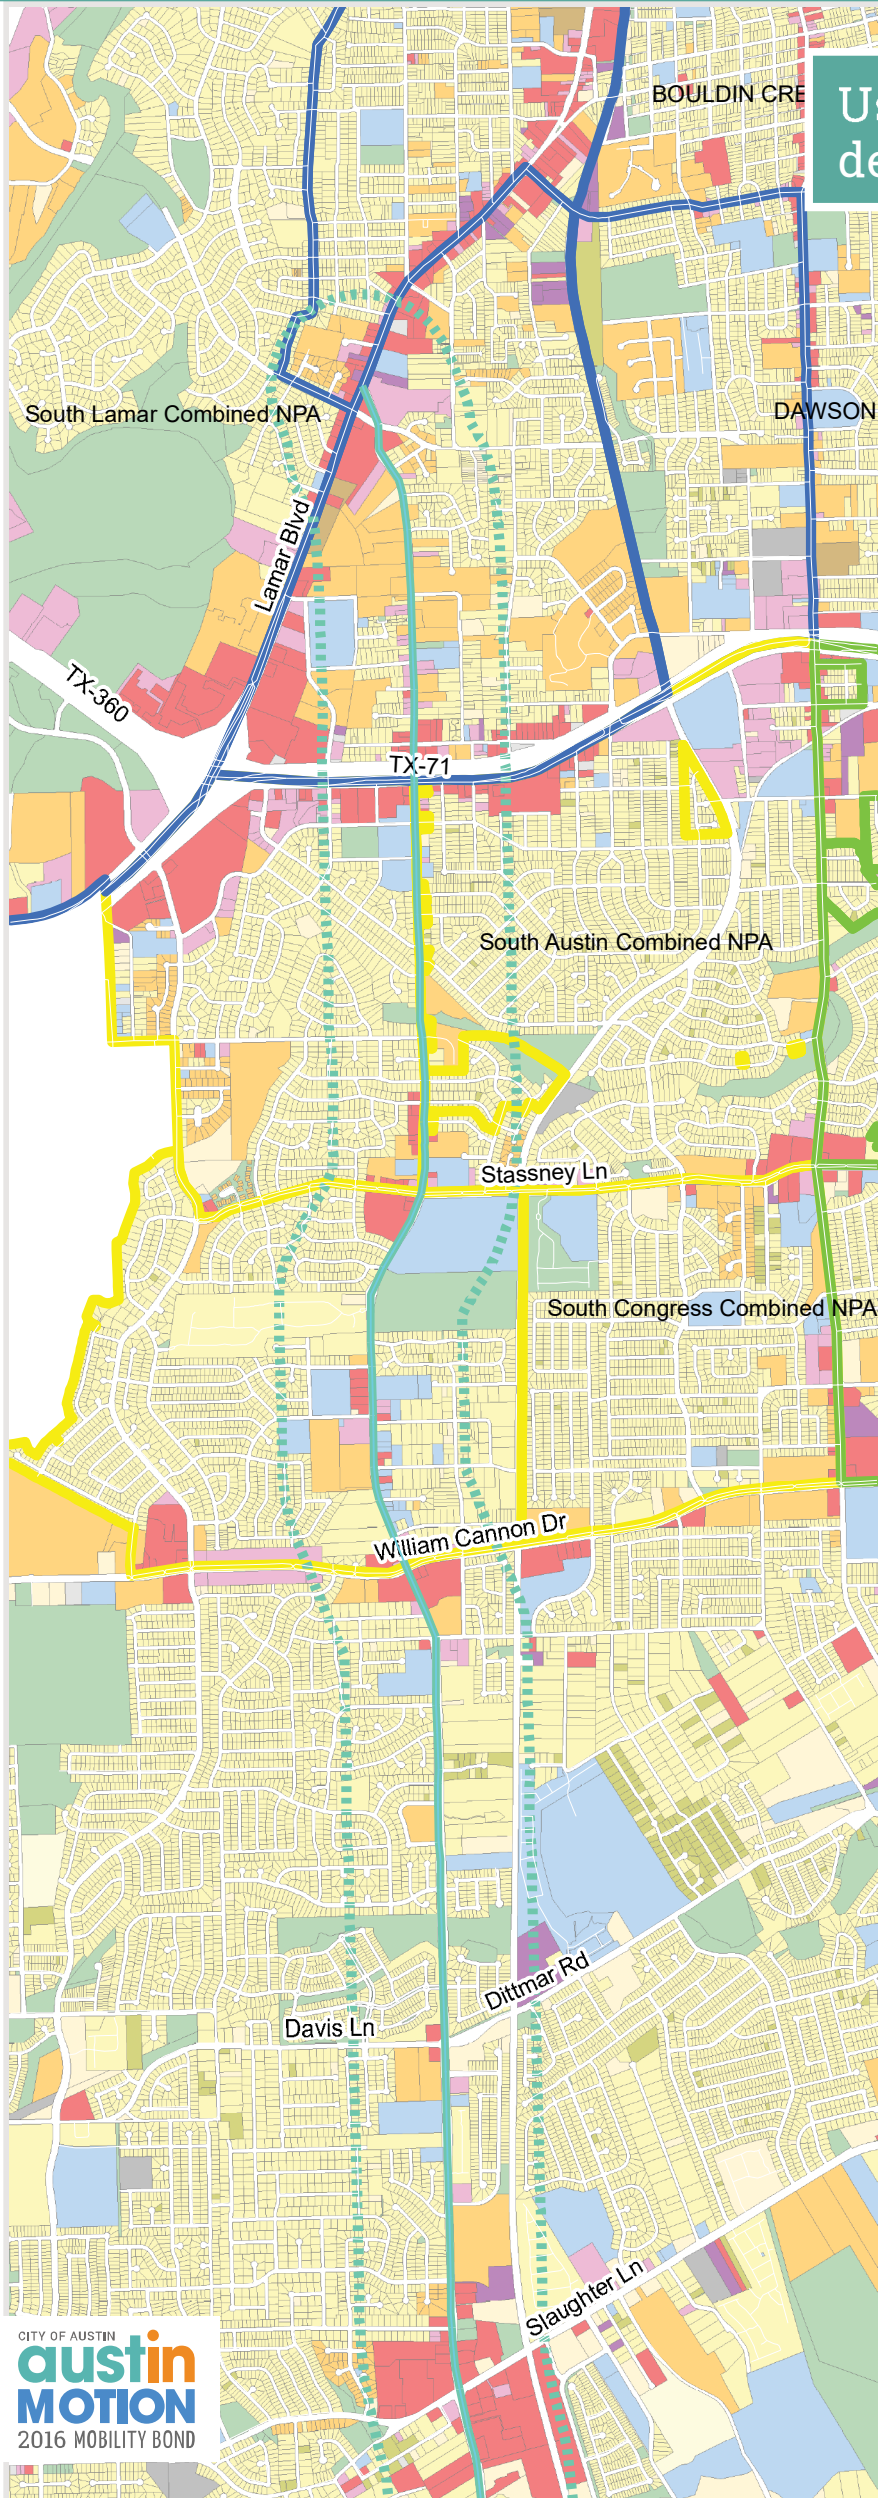 BOULDIN CRE
Us
de
South Lamar Combined NPA
DAWSON
Lamar Blvd
TX-360
TX-71
South Austin Combined NPA
Stassney Ln
South Congress Combined NPA
William Cannon Dr
Dittmar Rd
Davis Ln
Slaughter Ln
CITY OF AUSTIN
austin
MOTION
2016 MOBILITY BOND